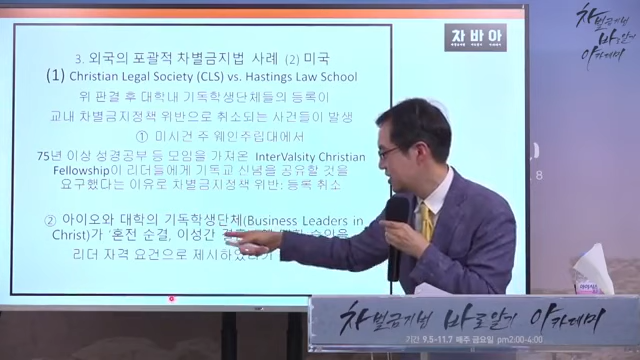 차별금지법
바로알기
아카데미
차바아
3. 외국의 포괄적 차별금지법 사례 (2) 미국
(1) Christian Legal Society (CLS) vs. Hastings Law School
위 판결 후 대학내 기독학생단체들의 등록이
교내 차별금지정책 위반으로 취소되는 사건들이 발생
① 미시건 주 웨인주립대에서
75년 이상 성경공부 등 모임을 가져온 InterValsity Christian
Fellowship이 리더들에게 기독교 신념을 공유할 것을
요구했다는 이유로 차별금지정책 위반; 등록 취소
② 아이오와 대학의 기독학생단체(Business Leaders in
Christ)가 '혼전 순결, 이성간
리더 자격 요건으로 제시하였다가
8
차별금지법 바로알기 아카데미
기간 9.5-11.7 매주 금요일 pm2:00-4:00